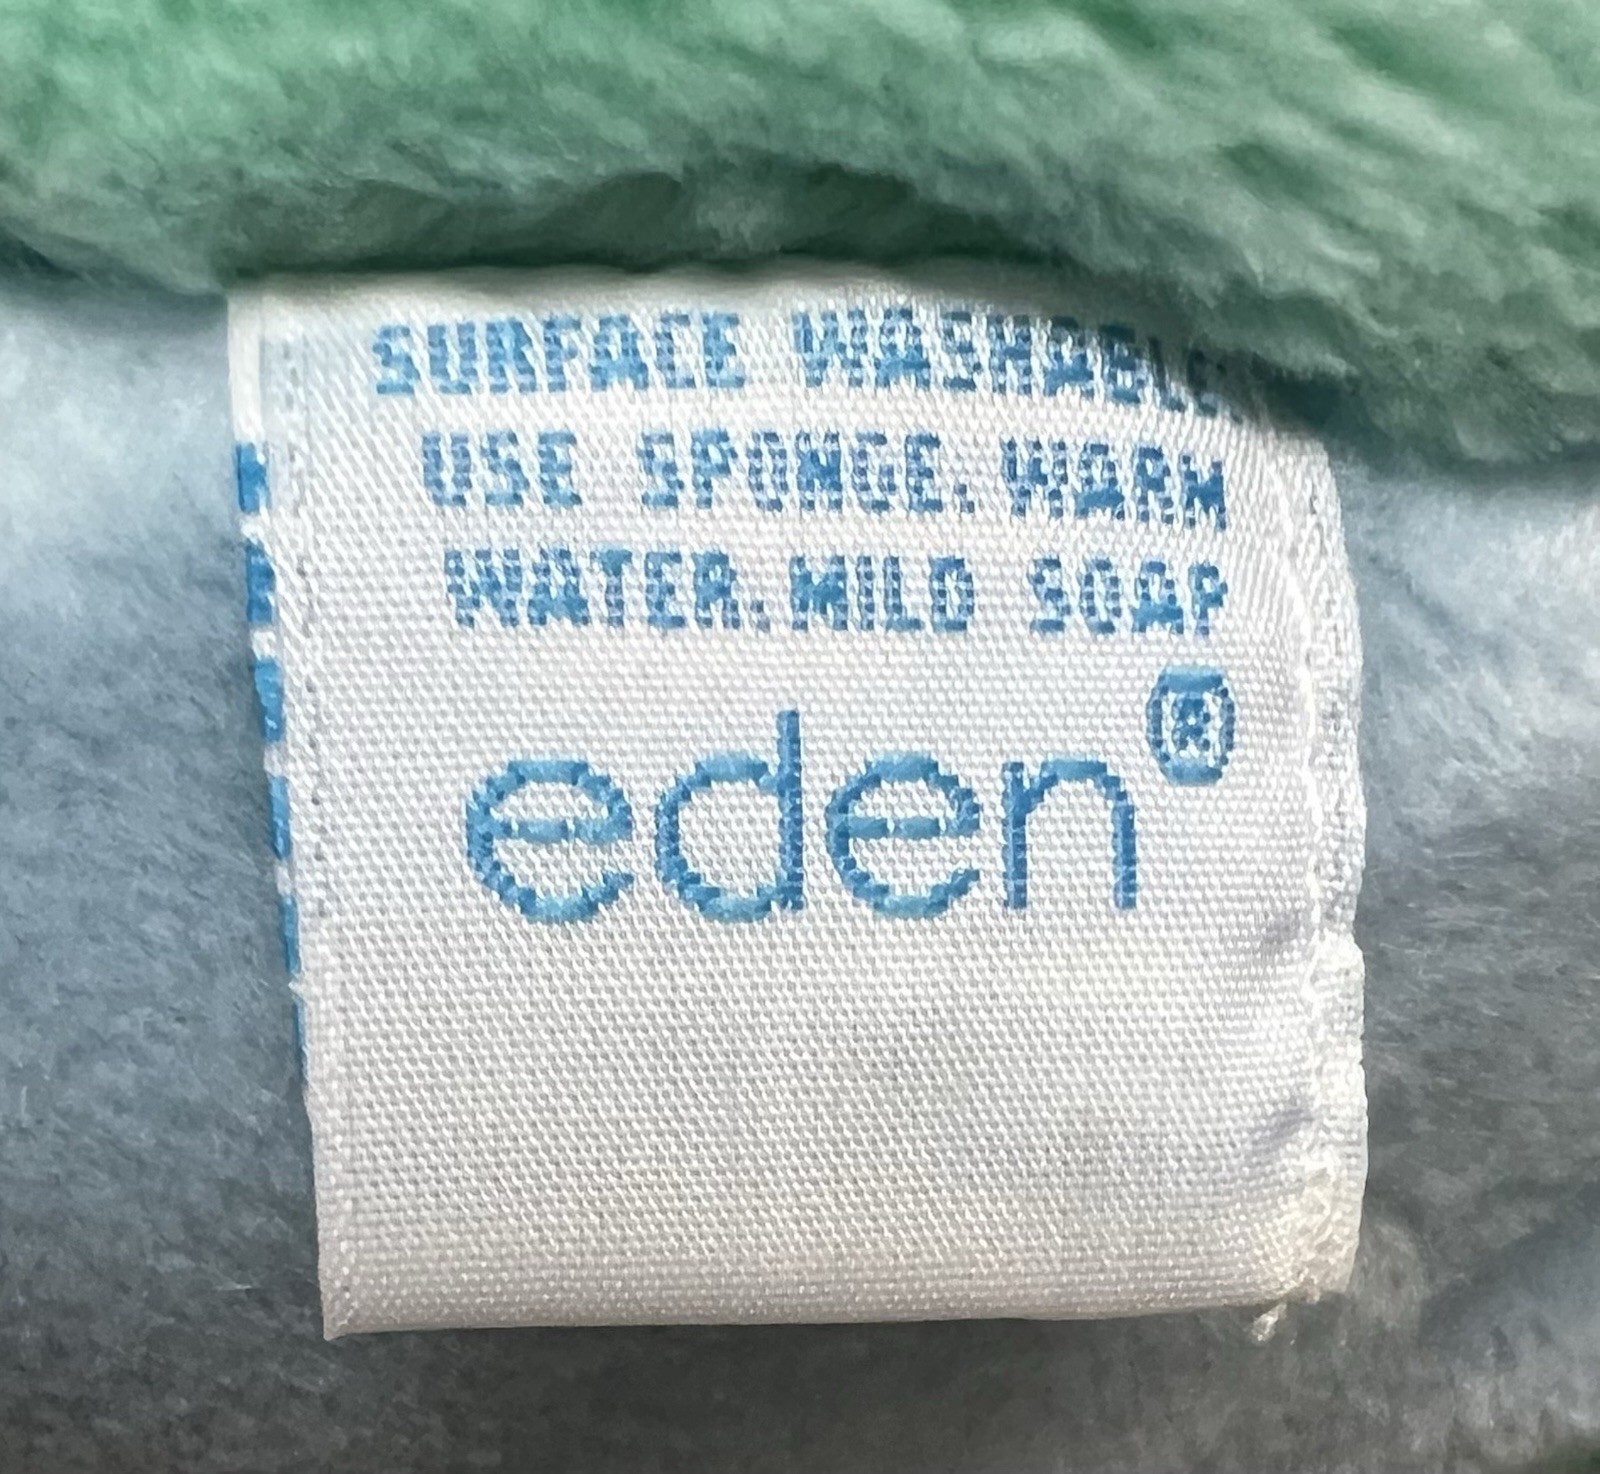 SURFACE WASHABLE
USE SPONGE. WARM
WATER. MILD SOAP
eden®